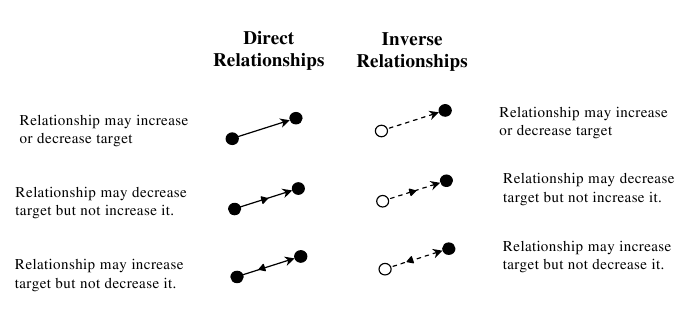 Direct
Relationships
Inverse
Relationships
Relationship may increase
or decrease target
Relationship may increase
or decrease target
Relationship may decrease
target but not increase it.
Relationship may decrease
target but not increase it.
Relationship may increase
target but not decrease it.
Relationship may increase
target but not decrease it.